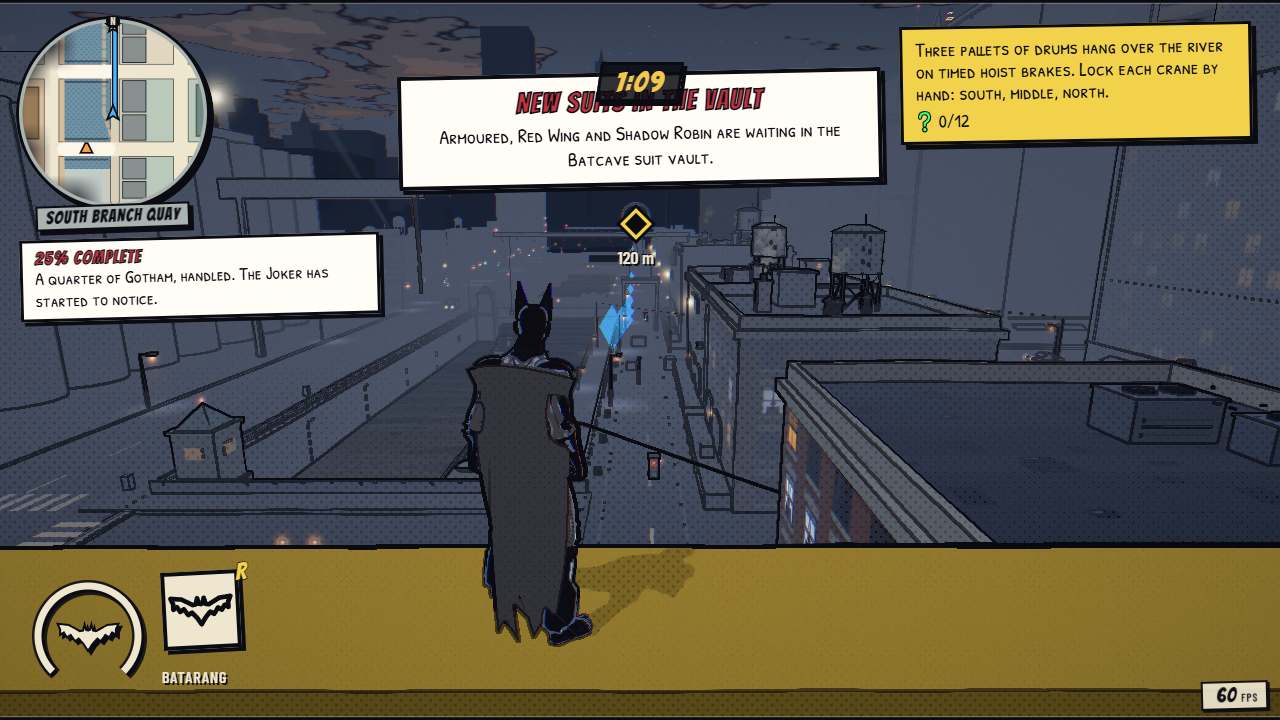 N
SOUTH BRANCH QUAY
25% COMPLETE
A QUARTER OF GOTHAM, HANDLED. THE JOKER HAS
STARTED TO NOTICE.
1:09
NEW SUITS IN THE VAULT
ARMOURED, RED WING AND SHADOW ROBIN ARE WAITING IN THE
BATCAVE SUIT VAULT.
THREE PALLETS OF DRUMS HANG OVER THE RIVER
ON TIMED HOIST BRAKES. LOCK EACH CRANE BY
HAND: SOUTH, MIDDLE, NORTH.
? 0/12
120 m
R
BATARANG
60 FPS